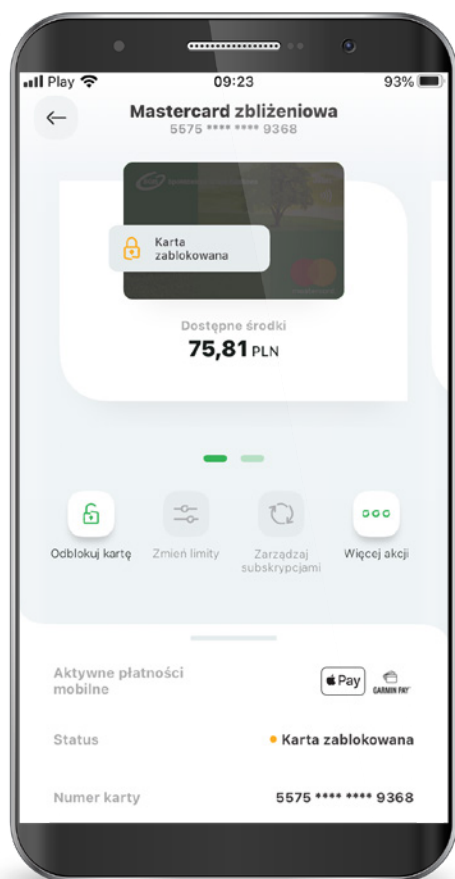 Play 09:23 93%
Mastercard zbliżeniowa
5575 **** **** 9368
Karta
zablokowana
mastercard
Dostępne środki
75,81 PLN
Odblokuj kartę Zmień limity Zarządzaj
subskrypcjami Więcej akcji
Aktywne płatności
mobilne
Pay GARMIN PAY
Status Karta zablokowana
Numer karty 5575 **** **** 9368